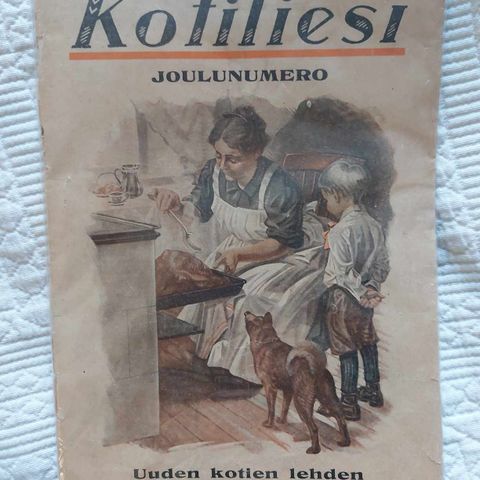 Kotiliesi
JOULUNUMERO
Uuden kotien lehden